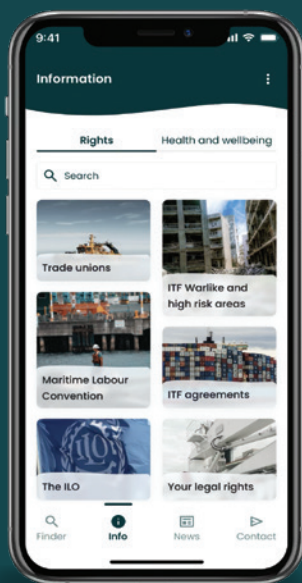 9:41
Information
Rights
Health and wellbeing
Search
Trade unions
ITF Warlike and
high risk areas
Maritime Labour
Convention
ITF agreements
The ILO
Your legal rights
Finder
Info
News
Contact